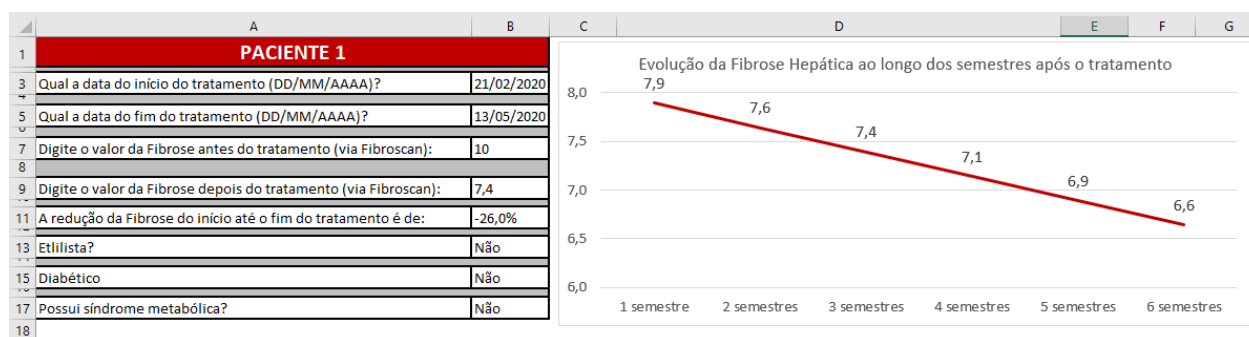 A B C D E F G
1 PACIENTE 1
3 Qual a data do início do tratamento (DD/MM/AAAA)? 21/02/2020
4
5 Qual a data do fim do tratamento (DD/MM/AAAA)? 13/05/2020
6
7 Digite o valor da Fibrose antes do tratamento (via Fibroscan): 10
8
9 Digite o valor da Fibrose depois do tratamento (via Fibroscan): 7,4
11 A redução da Fibrose do início até o fim do tratamento é de: -26,0%
13 Etlilista? Não
15 Diabético Não
17 Possui síndrome metabólica? Não
18
Evolução da Fibrose Hepática ao longo dos semestres após o tratamento
7,9
7,6
7,4
7,1
6,9
6,6
8,0
7,5
7,0
6,5
6,0
1 semestre 2 semestres 3 semestres 4 semestres 5 semestres 6 semestres